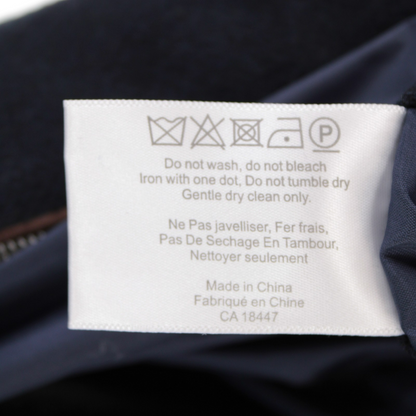 P
Do not wash, do not bleach
Iron with one dot, Do not tumble dry
Gentle dry clean only.
Ne Pas javelliser, Fer frais,
Pas De Sechage En Tambour,
Nettoyer seulement
Made in China
Fabriqué en Chine
CA 18447